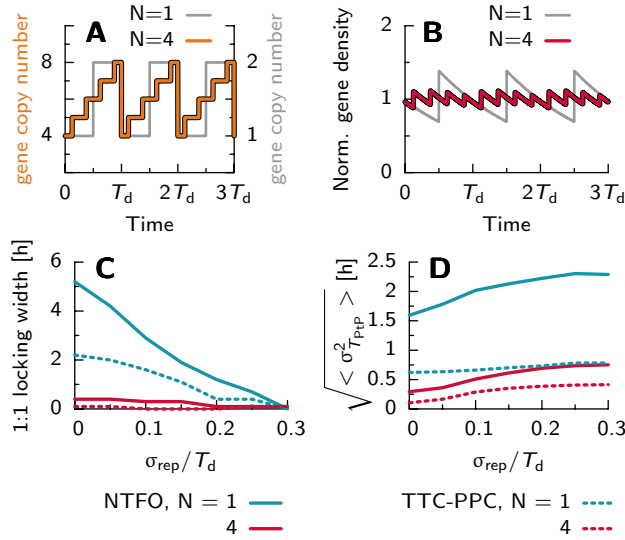 A
N=1
N=4
gene copy number
8
6
4
2
1
gene copy number
0 T_d 2T_d 3T_d
Time
B
N=1
N=4
Norm. gene density
2
1
0
0 T_d 2T_d 3T_d
Time
C
1:1 locking width [h]
6
4
2
0
0 0.1 0.2 0.3
σ_rep/T_d
D
√< σ²_T_PtP > [h]
2.5
2
1.5
1
0.5
0
0 0.1 0.2 0.3
σ_rep/T_d
NTFO, N = 1
4
TTC-PPC, N = 1
4